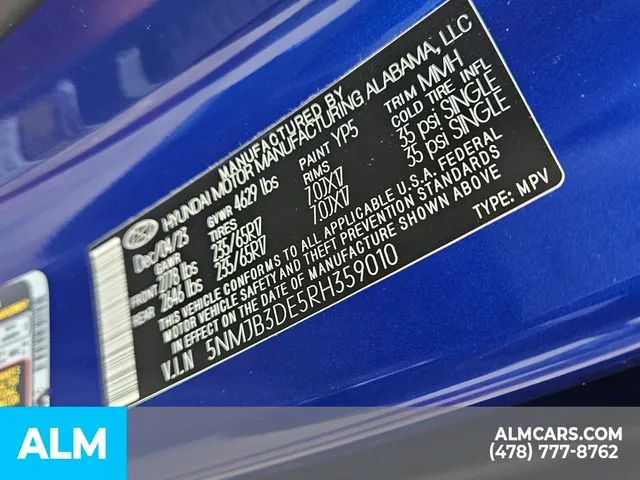 MANUFACTURED BY
HYUNDAI MOTOR MANUFACTURING ALABAMA, LLC
Dec/04/23
GVWR 4629 lbs
PAINT YP5
TRIM MMH
GAWR
TIRES
RIMS
COLD TIRE INFL
FRONT 2778 lbs
235/65R17
7.0JX17
35 psi SINGLE
REAR 2646 lbs
235/65R17
7.0JX17
35 psi SINGLE
THIS VEHICLE CONFORMS TO ALL APPLICABLE U.S.A. FEDERAL
MOTOR VEHICLE SAFETY AND THEFT PREVENTION STANDARDS
IN EFFECT ON THE DATE OF MANUFACTURE SHOWN ABOVE
V.I.N 5NMJB3DE5RH359010
TYPE: MPV
ALM
ALMCARS.COM
(478) 777-8762